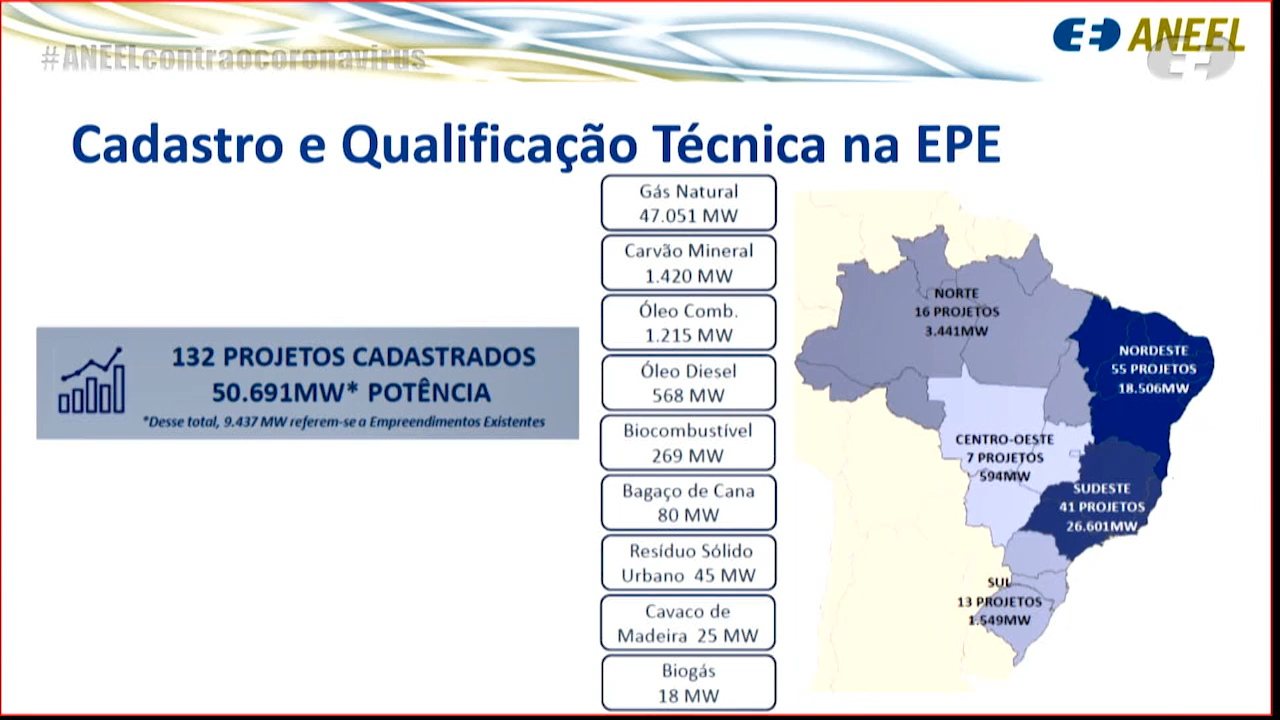 #ANEELcontraocoronavirus
ANEEL
Cadastro e Qualificação Técnica na EPE
132 PROJETOS CADASTRADOS
50.691MW* POTÊNCIA
*Desse total, 9.437 MW referem-se a Empreendimentos Existentes
Gás Natural
47.051 MW
Carvão Mineral
1.420 MW
Óleo Comb.
1.215 MW
Óleo Diesel
568 MW
Biocombustível
269 MW
Bagaço de Cana
80 MW
Resíduo Sólido
Urbano 45 MW
Cavaco de
Madeira 25 MW
Biogás
18 MW
NORTE
16 PROJETOS
3.441MW
NORDESTE
55 PROJETOS
18.506MW
CENTRO-OESTE
7 PROJETOS
594MW
SUDESTE
41 PROJETOS
26.601MW
SUL
13 PROJETOS
1.549MW